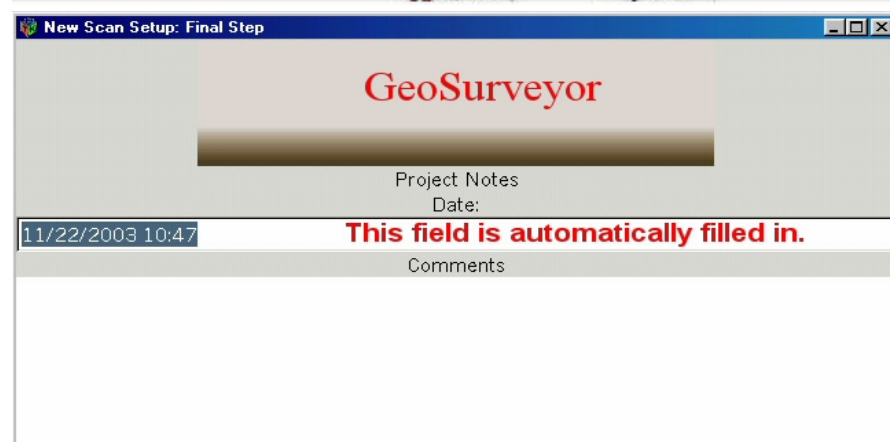 New Scan Setup: Final Step
GeoSurveyor
Project Notes
Date:
11/22/2003 10:47 This field is automatically filled in.
Comments